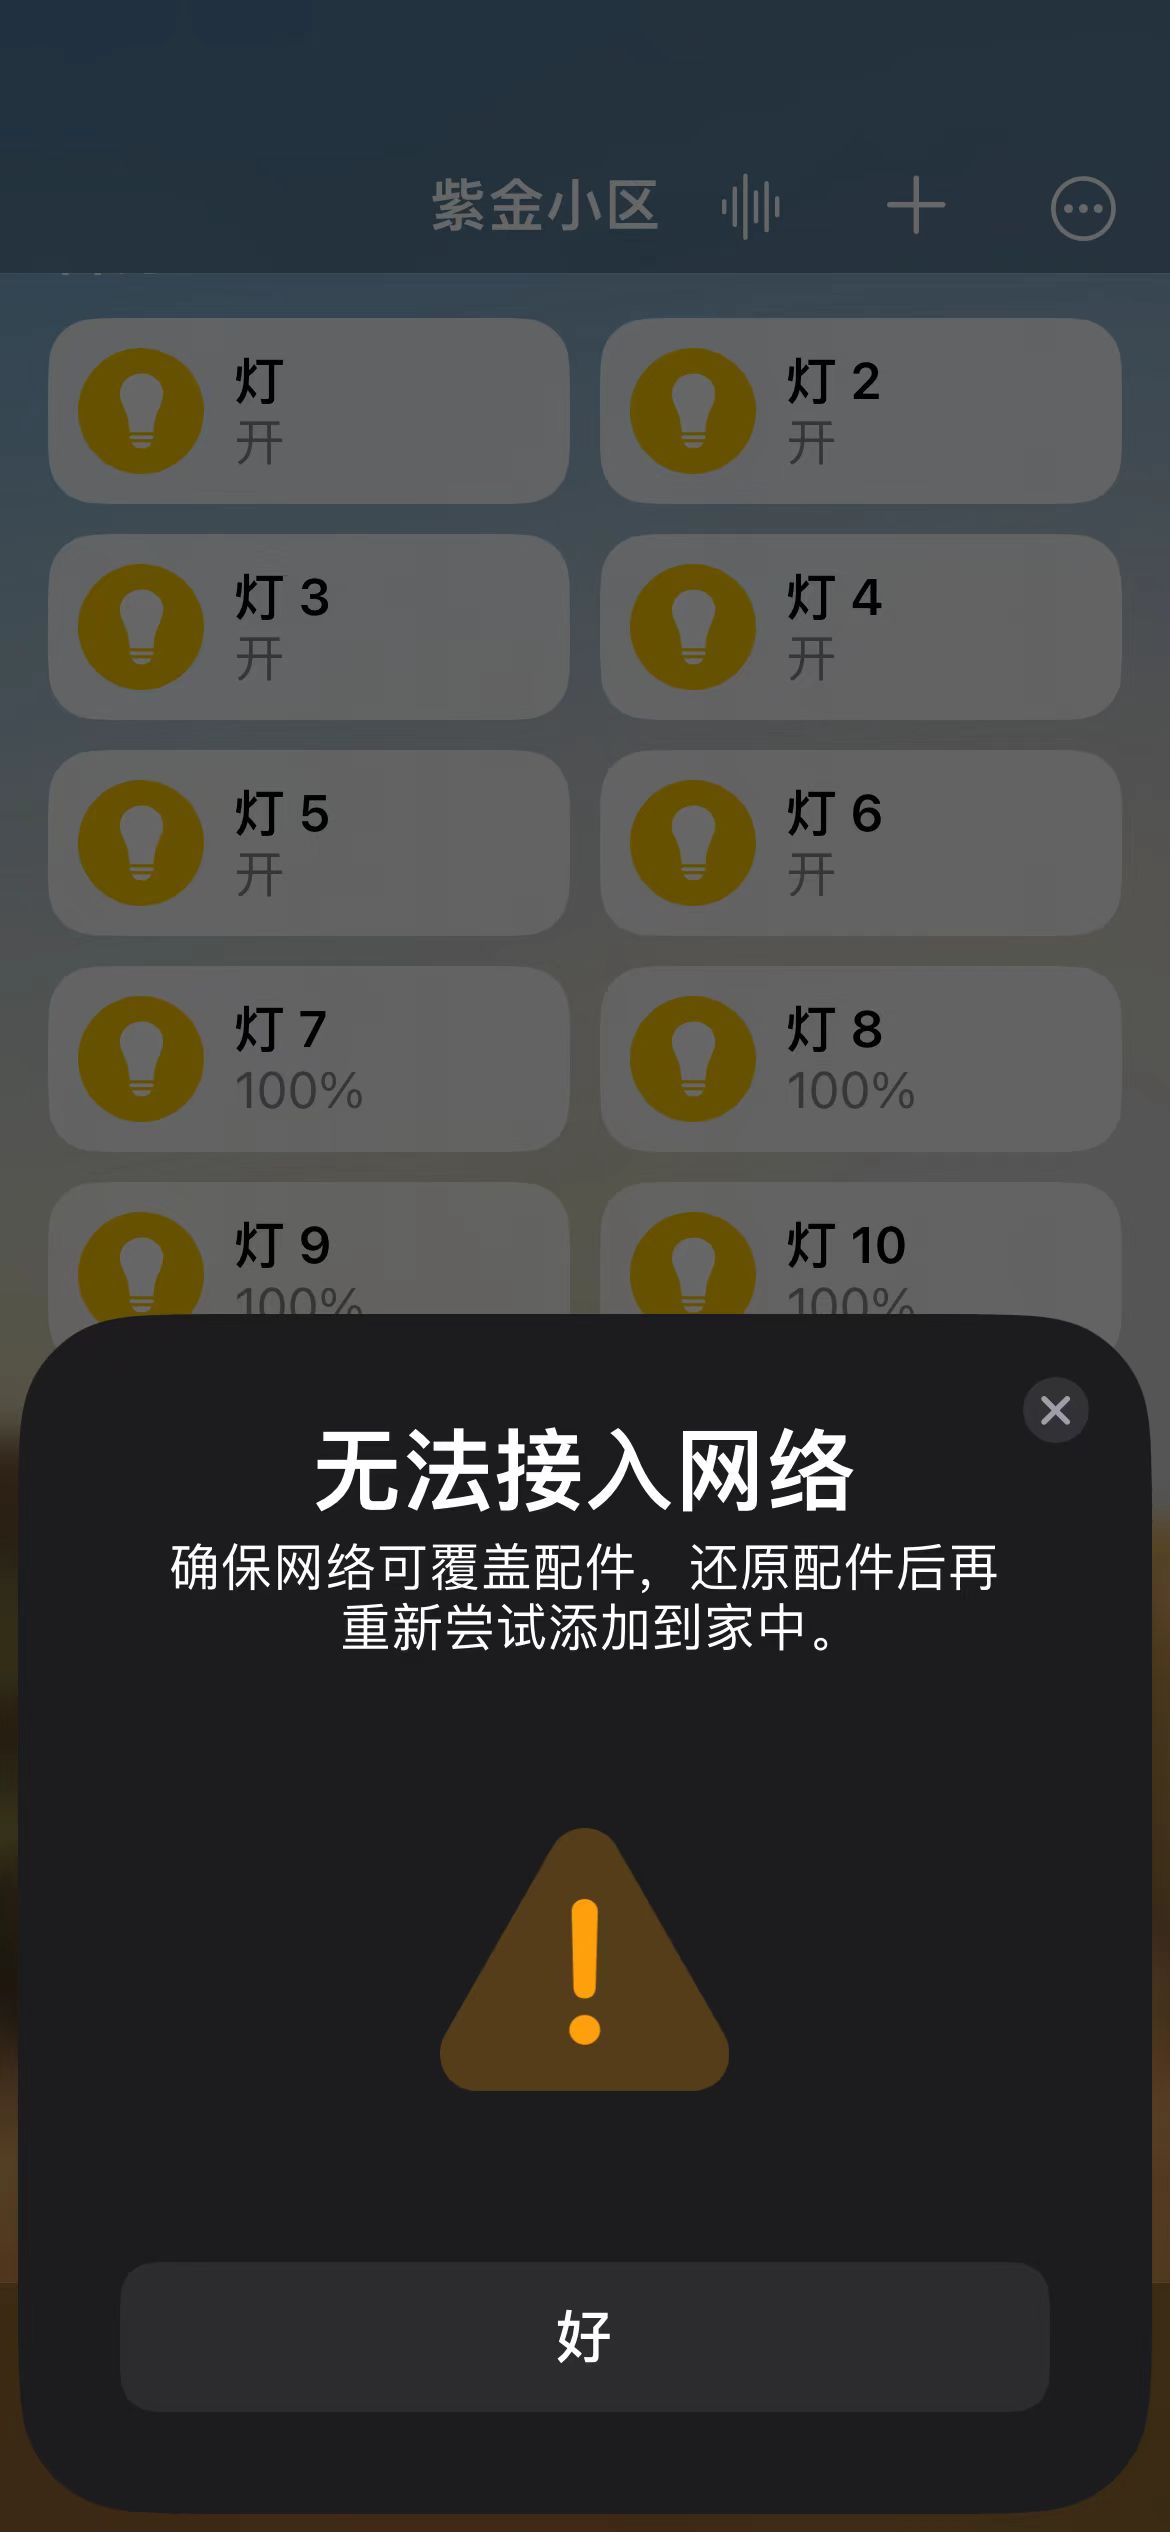 紫金小区
灯
开
灯 2
开
灯 3
开
灯 4
开
灯 5
开
灯 6
开
灯 7
100%
灯 8
100%
灯 9
100%
灯 10
100%
无法接入网络
确保网络可覆盖配件，还原配件后再
重新尝试添加到家中。
好